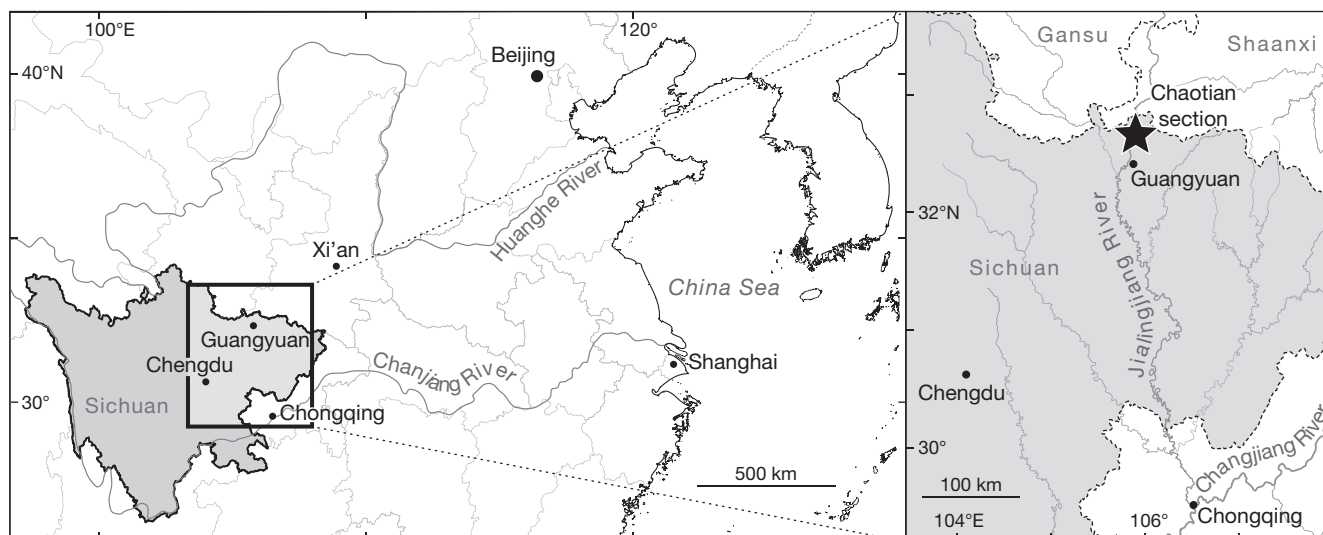 100°E
120°
40°N
Beijing
Huanghe River
Xi'an
China Sea
Guangyuan
Chengdu
Chanjiang River
Shanghai
Sichuan
Chongqing
30°
500 km
Gansu
Shaanxi
Chaotian
section
Guangyuan
32°N
Jialingjiang River
Sichuan
Chengdu
30°
Changjiang River
100 km
104°E
106°
Chongqing